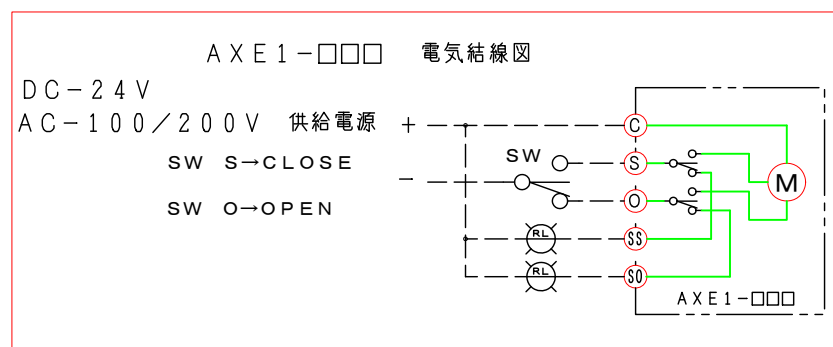 AXE1-□□□ 電気結線図
DC-24V
AC-100/200V 供給電源 +
C
SW S→CLOSE
SW
S
-
M
SW O→OPEN
O
RL
SS
RL
SO
AXE1-□□□